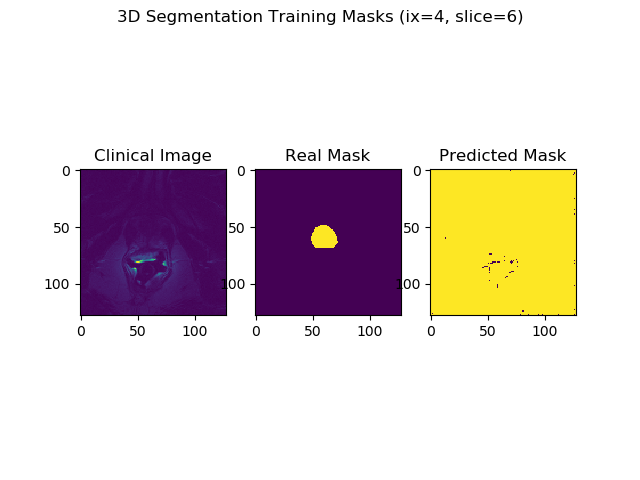 3D Segmentation Training Masks (ix=4, slice=6)
Clinical Image Real Mask Predicted Mask
0 0 0
50 50 50
100 100 100
0 50 100 0 50 100 0 50 100